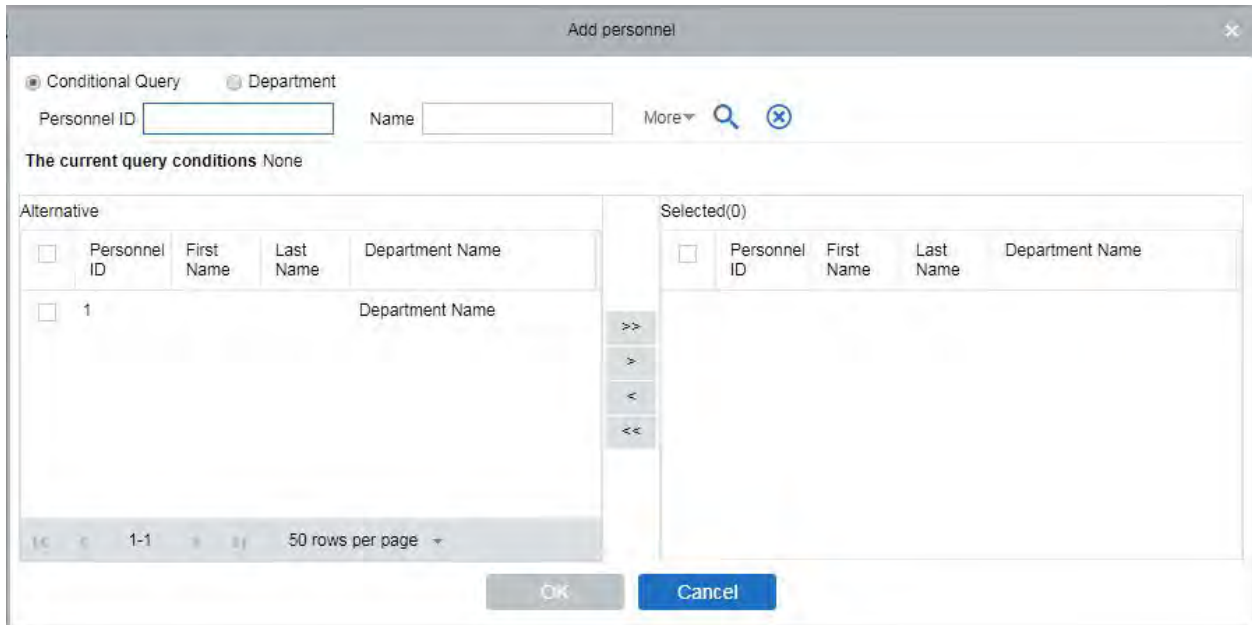 Add personnel
Conditional Query Department
Personnel ID Name More
The current query conditions None
Alternative
Personnel ID First Name Last Name Department Name
1 Department Name
>>
>
<
<<
1-1 50 rows per page
Selected(0)
Personnel ID First Name Last Name Department Name
OK Cancel